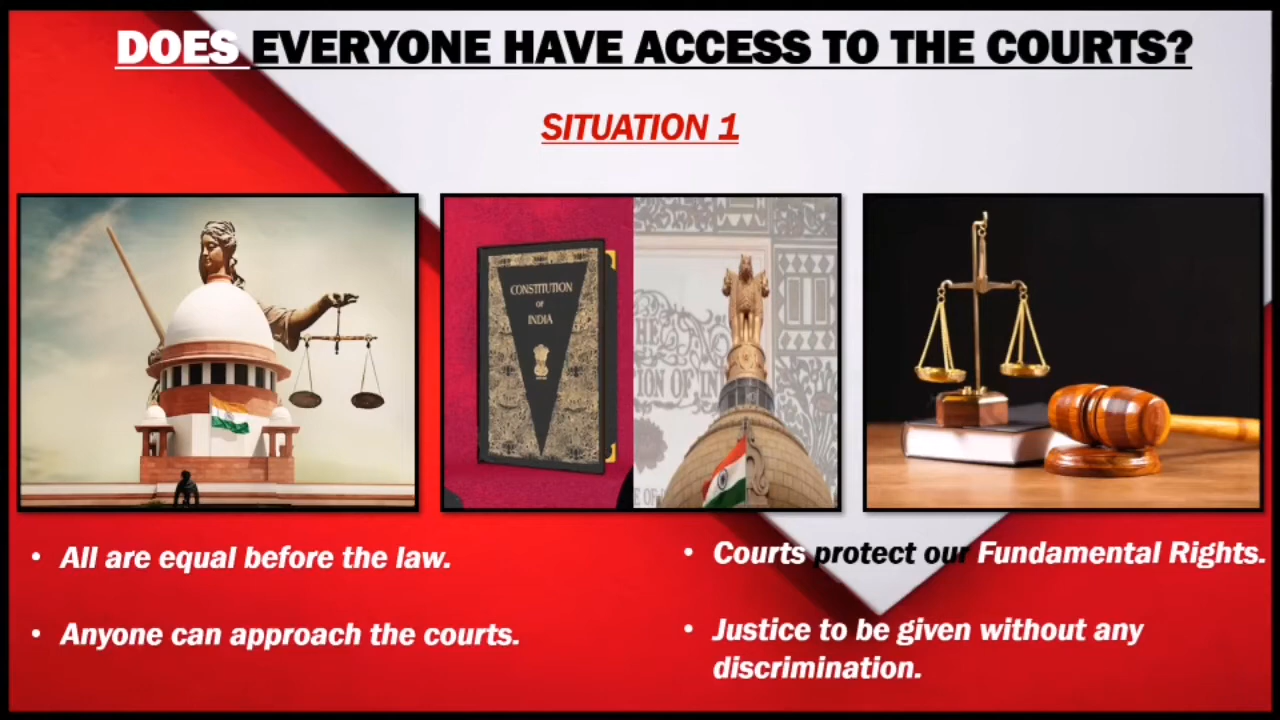 DOES EVERYONE HAVE ACCESS TO THE COURTS?
SITUATION 1
CONSTITUTION
OF
INDIA
• All are equal before the law.
• Anyone can approach the courts.
• Courts protect our Fundamental Rights.
• Justice to be given without any
discrimination.